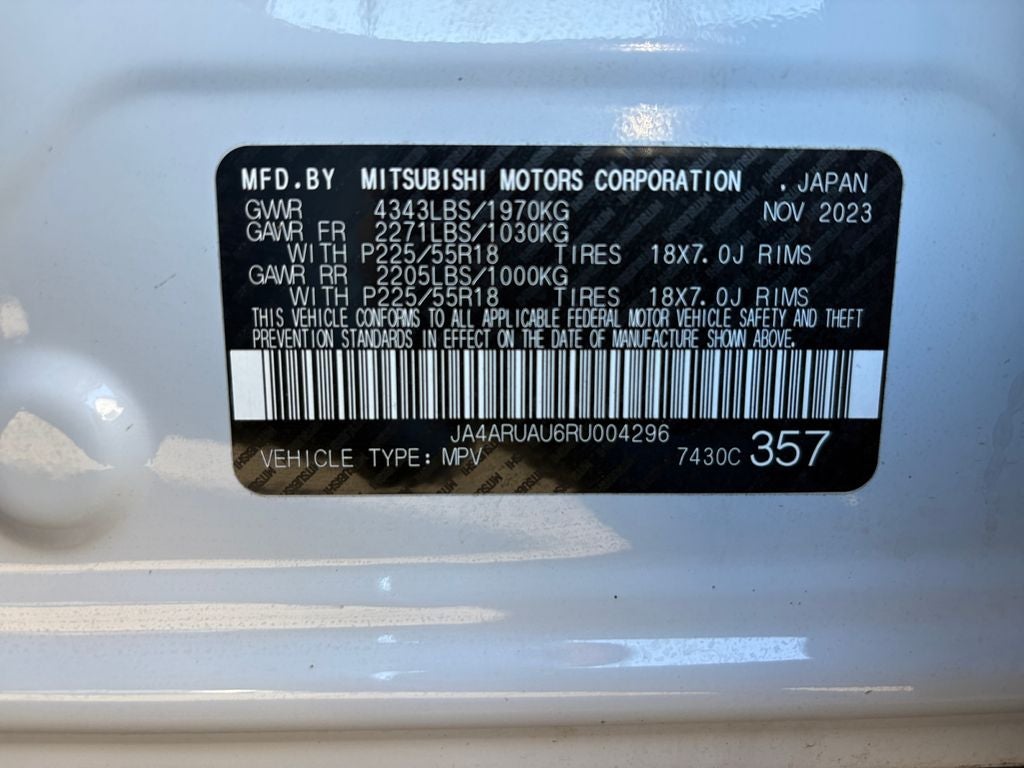 MFD.BY MITSUBISHI MOTORS CORPORATION . JAPAN
GVWR 4343LBS/1970KG NOV 2023
GAWR FR 2271LBS/1030KG
WITH P225/55R18 TIRES 18X7.0J RIMS
GAWR RR 2205LBS/1000KG
WITH P225/55R18 TIRES 18X7.0J RIMS
THIS VEHICLE CONFORMS TO ALL APPLICABLE FEDERAL MOTOR VEHICLE SAFETY AND THEFT
PREVENTION STANDARDS IN EFFECT ON THE DATE OF MANUFACTURE SHOWN ABOVE.
JA4ARUAU6RU004296
VEHICLE TYPE: MPV 7430C 357